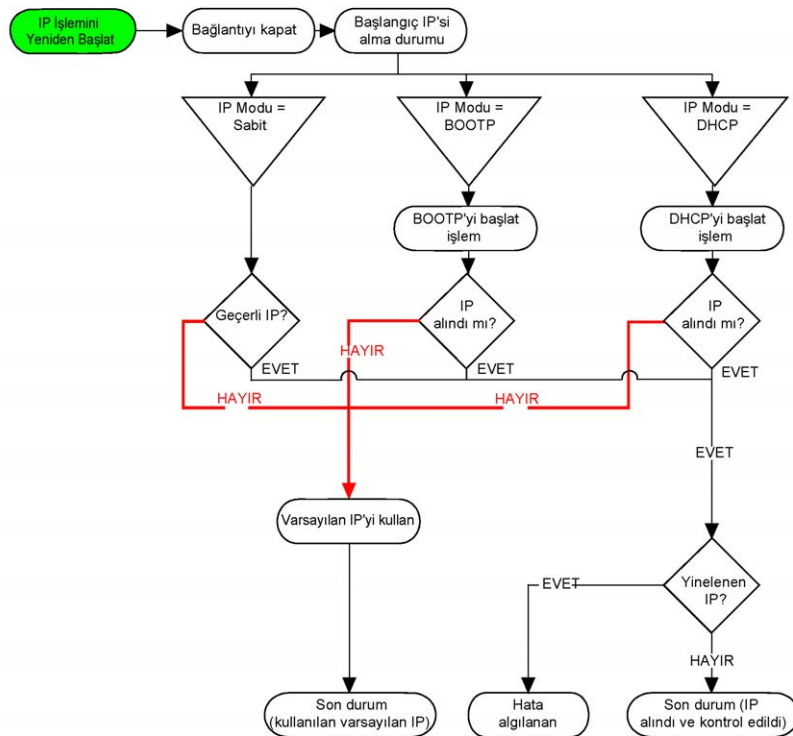 IP İşlemini
Yeniden Başlat
Bağlantıyı kapat
Başlangıç IP'si
alma durumu
IP Modu =
Sabit
IP Modu =
BOOTP
IP Modu =
DHCP
BOOTP'yi başlat
işlem
DHCP'yi başlat
işlem
Geçerli IP?
IP
alındı mı?
IP
alındı mı?
HAYIR
EVET
EVET
EVET
HAYIR
HAYIR
EVET
Varsayılan IP'yi kullan
Yinelenen
IP?
EVET
HAYIR
Son durum
(kullanılan varsayılan IP)
Hata
algılanan
Son durum (IP
alındı ve kontrol edildi)